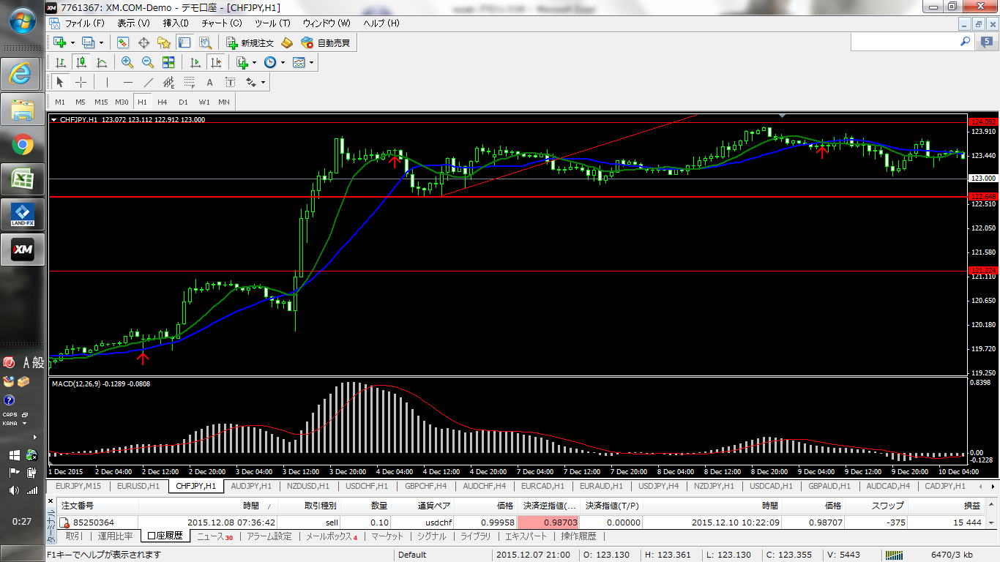 7761367: XM.COM-Demo - デモ口座 - [CHFJPY,H1]
ファイル (F) 表示 (V) 挿入(I) チャート (C) ツール (T) ウィンドウ (W) ヘルプ (H)
新規注文 自動売買 5
E F A T
M1 M5 M15 M30 H1 H4 D1 W1 MN
CHFJPY,H1 123.072 123.112 122.912 123.000
124.092
123.910
123.440
123.000
122.648
122.510
122.050
121.580
121.224
121.110
120.650
120.180
119.720
119.250
MACD(12,26,9) -0.1289 -0.0808
0.8398
0.00
-0.1228
1 Dec 2015 2 Dec 04:00 2 Dec 12:00 2 Dec 20:00 3 Dec 04:00 3 Dec 12:00 3 Dec 20:00 4 Dec 04:00 4 Dec 12:00 4 Dec 20:00 7 Dec 04:00 7 Dec 12:00 7 Dec 20:00 8 Dec 04:00 8 Dec 12:00 8 Dec 20:00 9 Dec 04:00 9 Dec 12:00 9 Dec 20:00 10 Dec 04:00
EURJPY,M15 EURUSD,H1 CHFJPY,H1 AUDJPY,H1 NZDUSD,H1 USDCHF,H1 GBPCHF,H4 AUDCHF,H4 EURCAD,H1 EURAUD,H1 USDJPY,H4 NZDJPY,H1 USDCAD,H1 GBPAUD,H1 AUDCAD,H4 CADJPY,H1
注文番号 時間 / 取引種別 数量 通貨ペア 価格 決済逆指値(... 決済指値(T/P) 時間 価格 スワップ 損益
85250364 2015.12.08 07:36:42 sell 0.10 usdchf 0.99958 0.98703 0.00000 2015.12.10 10:22:09 0.98707 -375 15 444
取引 運用比率 口座履歴 ニュース 30 アラーム設定 メールボックス 4 マーケット シグナル ライブラリ エキスパート 操作履歴
F1キーでヘルプが表示されます Default 2015.12.07 21:00 O: 123.130 H: 123.361 L: 123.130 C: 123.355 V: 5443 6470/3 kb
LAND-FX
XM
A 般
CAPS
KANA
0:27